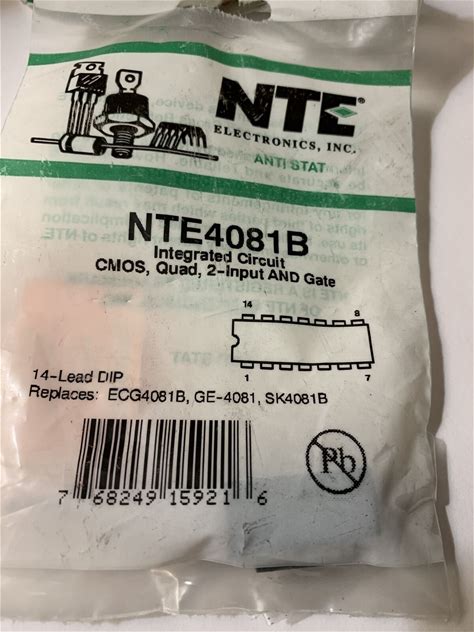 NTE®
ELECTRONICS, INC.
ANTI STAT
NTE4081B
Integrated Circuit
CMOS, Quad, 2-Input AND Gate
14 8
1 7
14-Lead DIP
Replaces: ECG4081B, GE-4081, SK4081B
Pb
7 68249 15921 6